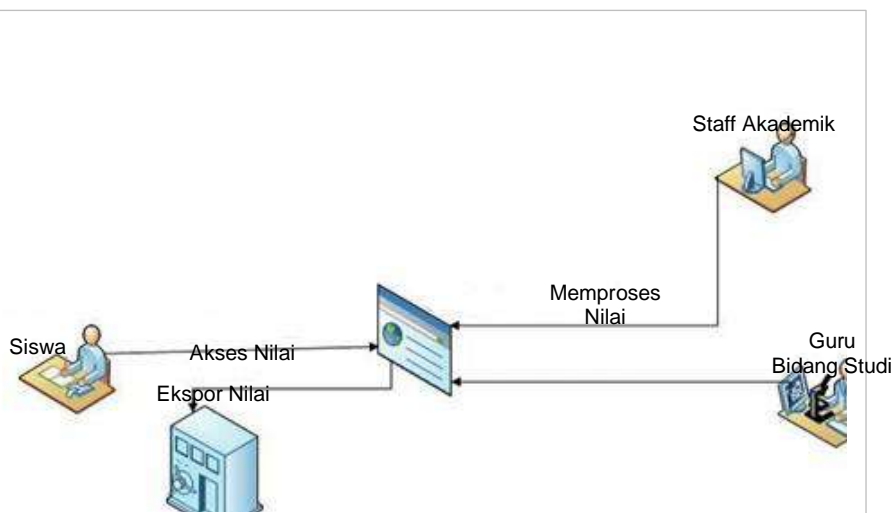 Staff Akademik
Memproses
Nilai
Siswa
Akses Nilai
Guru
Bidang Studi
Ekspor Nilai